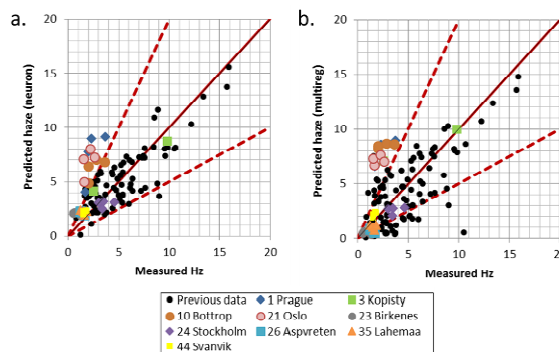 a.
b.
20
15
10
5
0
Predicted haze (neuron)
0 5 10 15 20
Measured Hz
20
15
10
5
0
Predicted haze (multireg)
0 5 10 15 20
Measured Hz
Previous data 1 Prague 3 Kopisty
10 Bottrop 21 Oslo 23 Birkenes
24 Stockholm 26 Aspvreten 35 Lahemaa
44 Svanvik